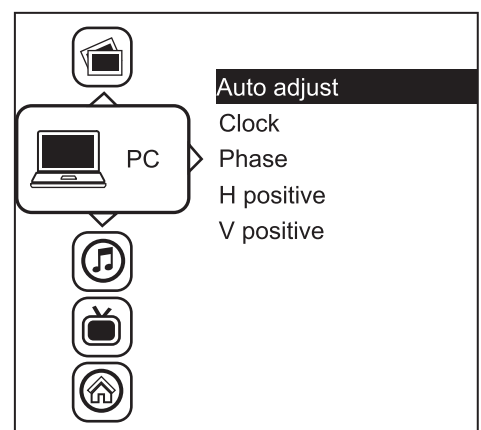 PC
Auto adjust
Clock
Phase
H positive
V positive